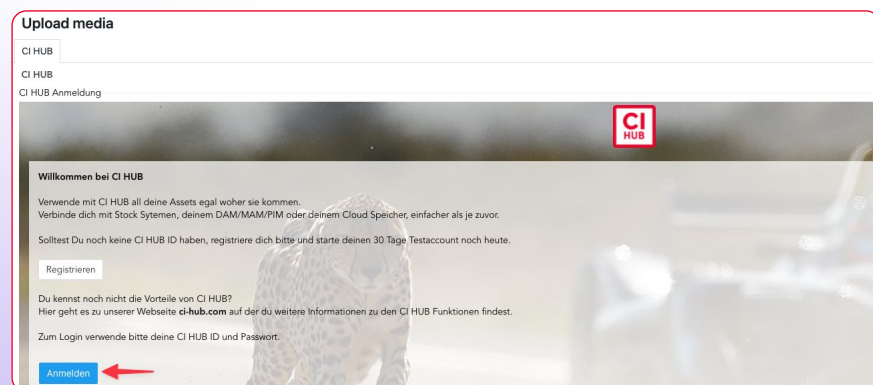 Upload media
CI HUB
CI HUB
CI HUB Anmeldung
CI
HUB
Willkommen bei CI HUB
Verwende mit CI HUB all deine Assets egal woher sie kommen.
Verbinde dich mit Stock Sytemen, deinem DAM/MAM/PIM oder deinem Cloud Speicher, einfacher als je zuvor.
Solltest Du noch keine CI HUB ID haben, registriere dich bitte und starte deinen 30 Tage Testaccount noch heute.
Registrieren
Du kennst noch nicht die Vorteile von CI HUB?
Hier geht es zu unserer Webseite ci-hub.com auf der du weitere Informationen zu den CI HUB Funktionen findest.
Zum Login verwende bitte deine CI HUB ID und Passwort.
Anmelden